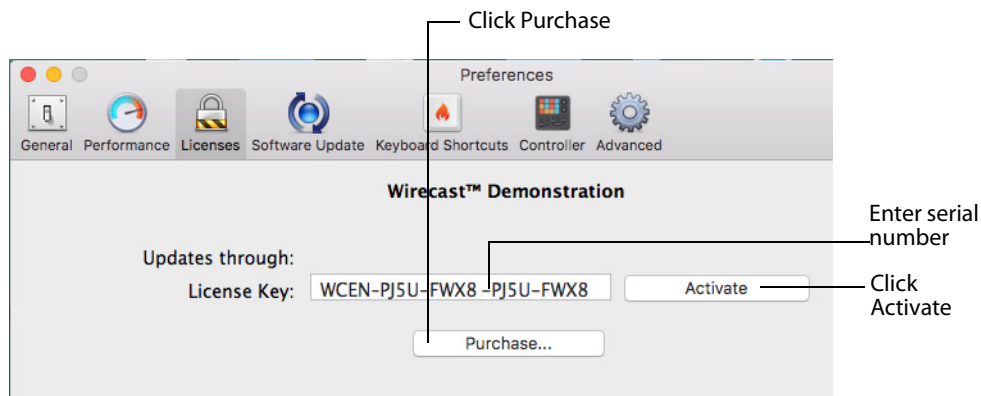 Click Purchase
Preferences
General Performance Licenses Software Update Keyboard Shortcuts Controller Advanced
Wirecast™ Demonstration
Enter serial
number
Updates through:
License Key: WCEN-PJ5U-FWX8 -PJ5U-FWX8 Activate
Click
Activate
Purchase...